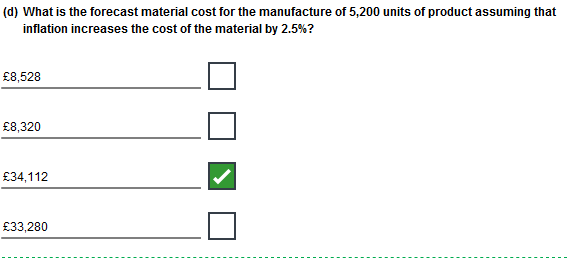 (d) What is the forecast material cost for the manufacture of 5,200 units of product assuming that
inflation increases the cost of the material by 2.5%?
£8,528
£8,320
£34,112
£33,280